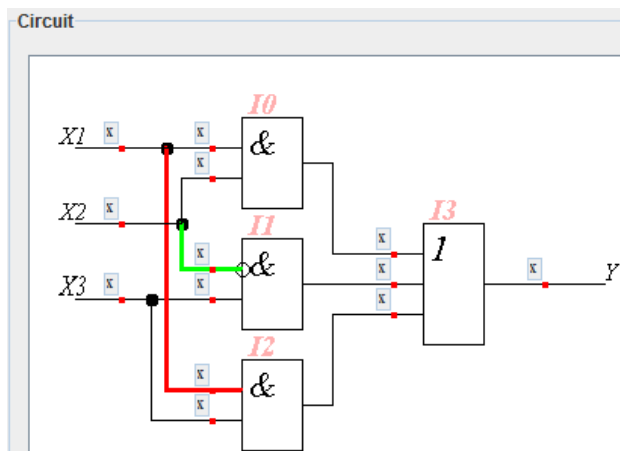 Circuit
I0
X1 x x &
x
X2 x I1 I3
x & x 1 x Y
X3 x x x
I2 x
x &
x